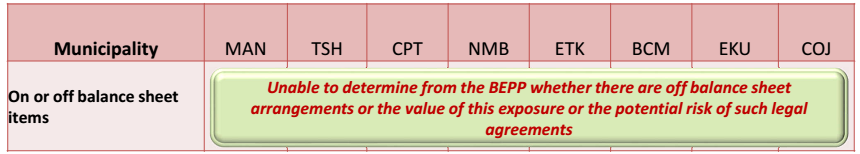 Municipality MAN TSH CPT NMB ETK BCM EKU COJ
On or off balance sheet
items
Unable to determine from the BEPP whether there are off balance sheet
arrangements or the value of this exposure or the potential risk of such legal
agreements